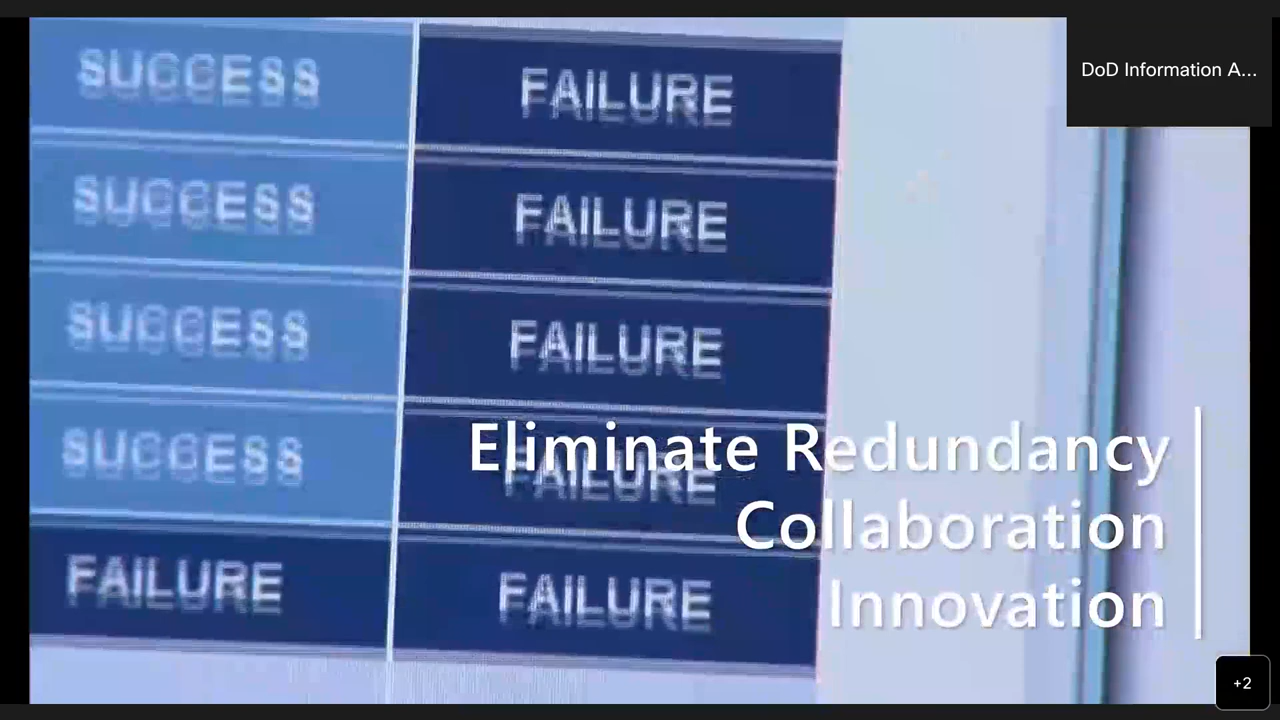 SUCCESS FAILURE
SUCCESS FAILURE
SUCCESS FAILURE
SUCCESS FAILURE
FAILURE FAILURE
DoD Information A...
Eliminate Redundancy
Collaboration
Innovation
+2